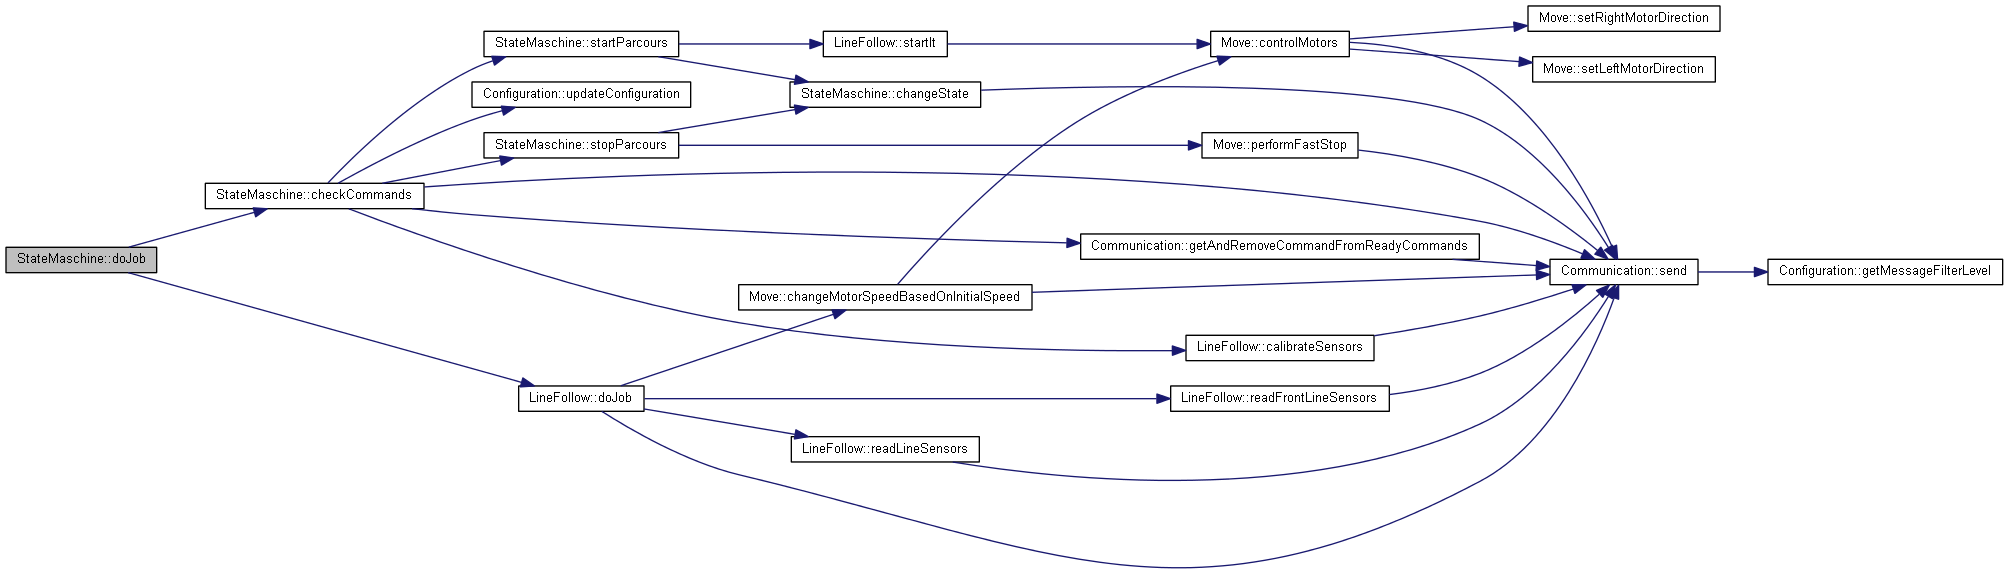 StateMaschine::doJob
StateMaschine::checkCommands
StateMaschine::startParcours
Configuration::updateConfiguration
StateMaschine::stopParcours
LineFollow::doJob
LineFollow::startIt
StateMaschine::changeState
Move::changeMotorSpeedBasedOnInitialSpeed
LineFollow::readLineSensors
Move::controlMotors
Move::performFastStop
Communication::getAndRemoveCommandFromReadyCommands
LineFollow::calibrateSensors
LineFollow::readFrontLineSensors
Move::setRightMotorDirection
Move::setLeftMotorDirection
Communication::send
Configuration::getMessageFilterLevel